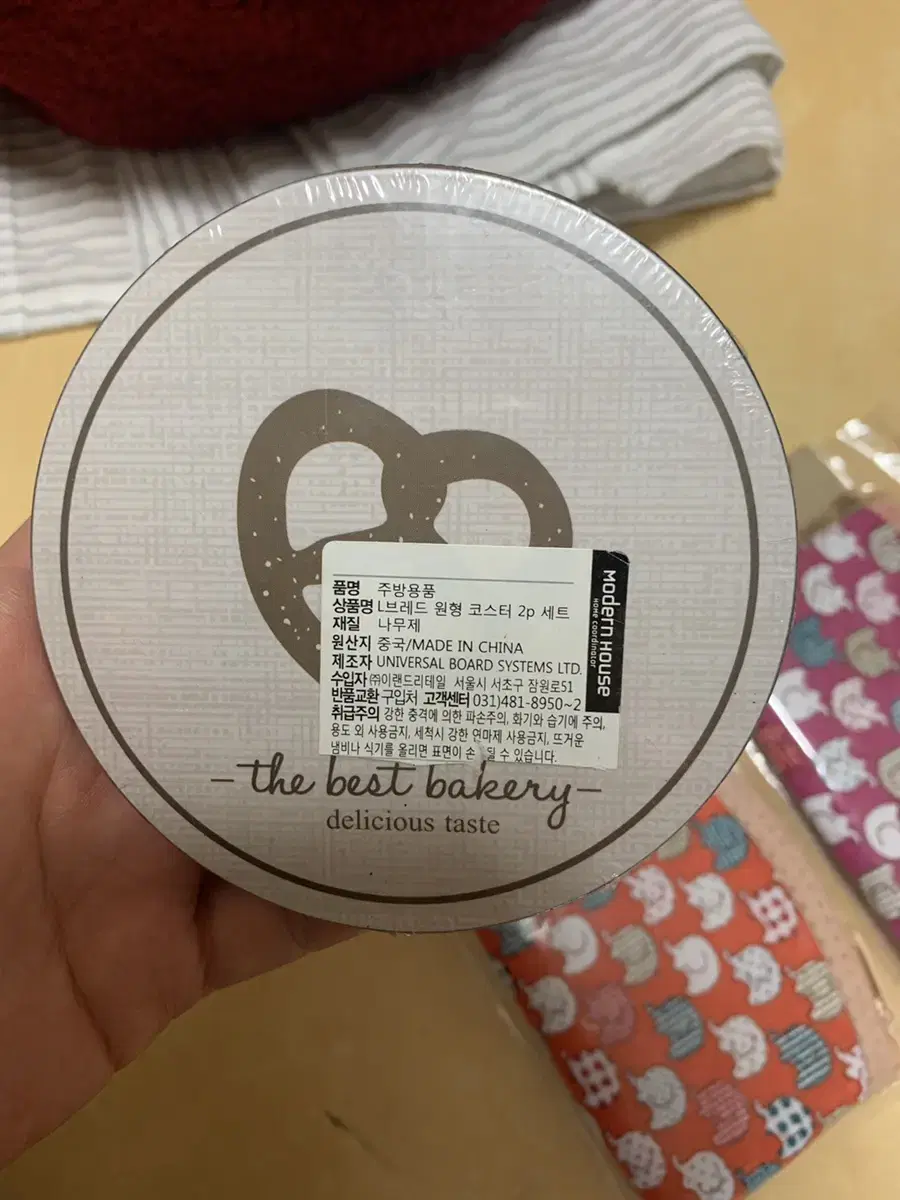 품명 주방용품
상품명 L브레드 원형 코스터 2p 세트
재질 나무제
원산지 중국/MADE IN CHINA
제조자 UNIVERSAL BOARD SYSTEMS LTD.
수입자 ㈜이랜드리테일 서울시 서초구 잠원로51
반품교환 구입처 고객센터 031)481-8950~2
취급주의 강한 충격에 의한 파손주의, 화기와 습기에 주의,
용도 외 사용금지, 세척시 강한 연마제 사용금지, 뜨거운
냄비나 식기를 올리면 표면이 수 있습니다.
Modern House
HOME coordinator
– the best bakery –
delicious taste